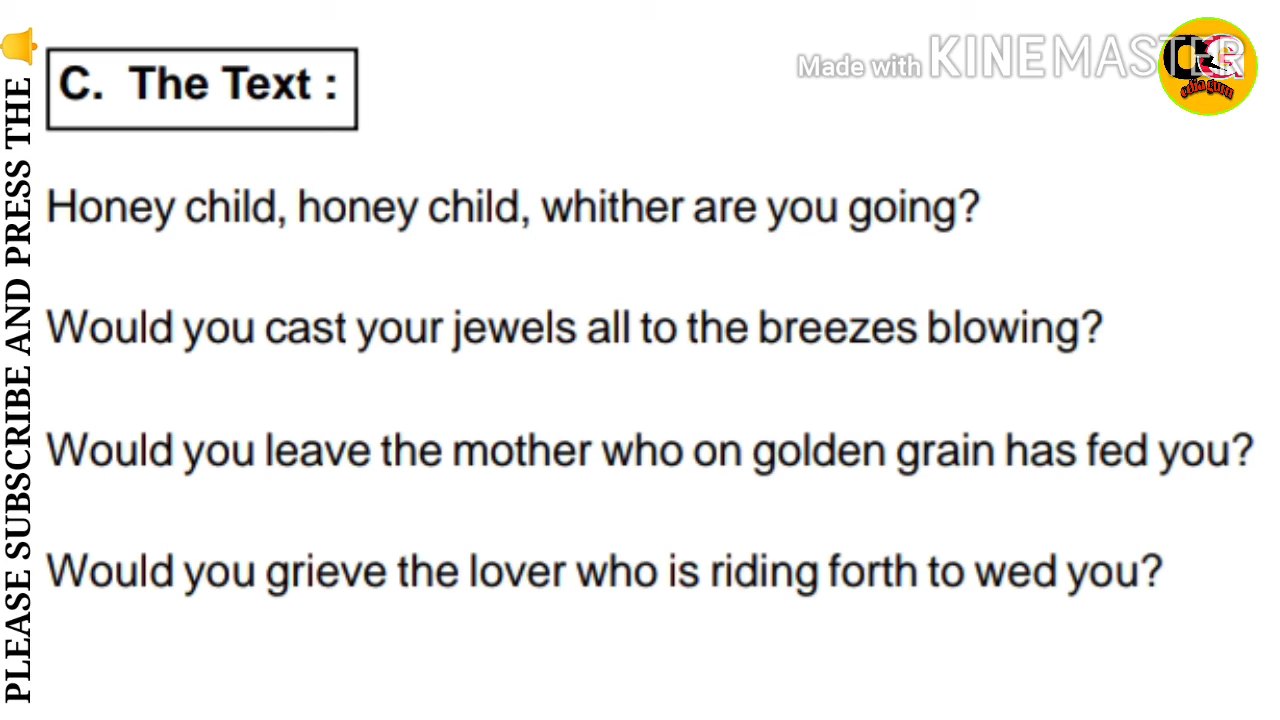 PLEASE SUBSCRIBE AND PRESS THE
C. The Text :
Made with KINEMASTER
edia guru
Honey child, honey child, whither are you going?
Would you cast your jewels all to the breezes blowing?
Would you leave the mother who on golden grain has fed you?
Would you grieve the lover who is riding forth to wed you?